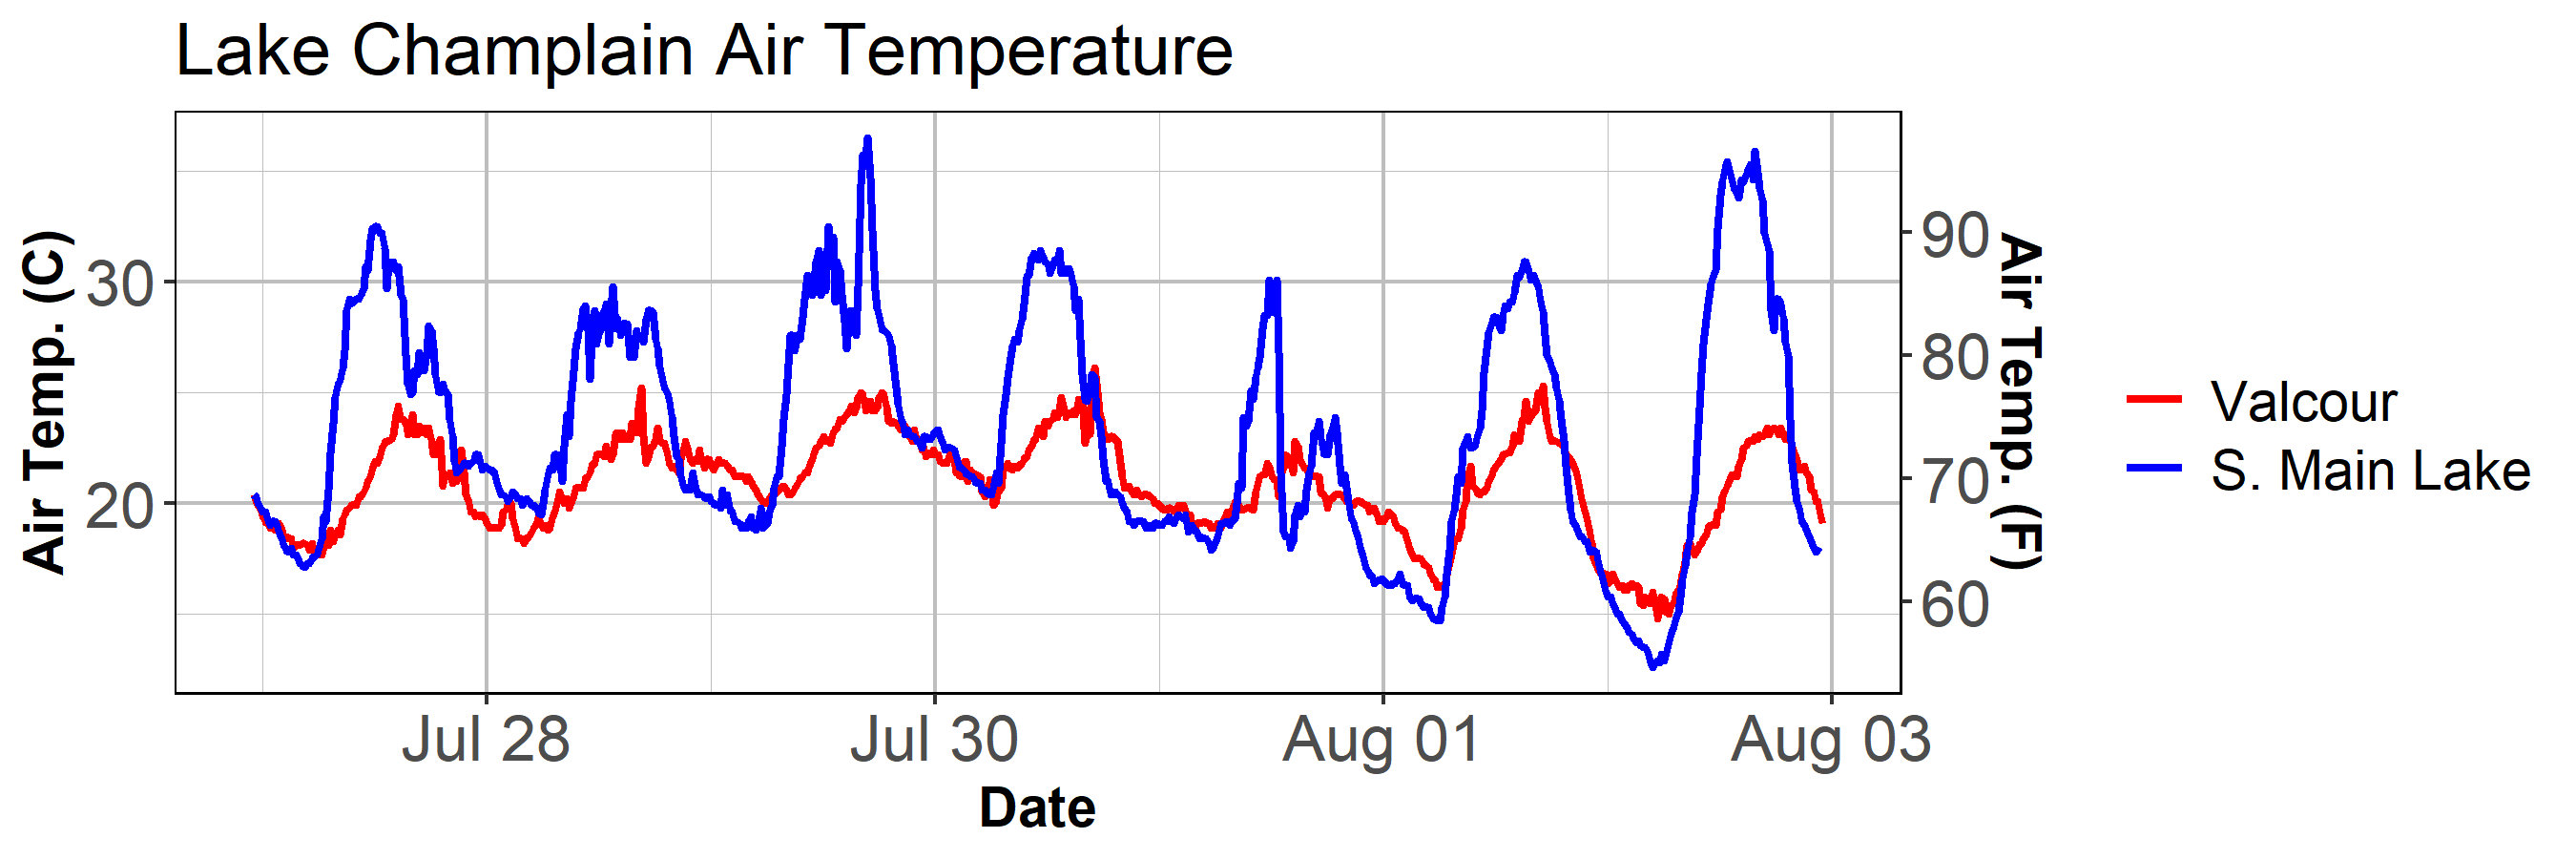 Lake Champlain Air Temperature
Air Temp. (C)
30
20
90
80
70
60
Air Temp. (F)
Valcour
S. Main Lake
Jul 28
Jul 30
Aug 01
Aug 03
Date